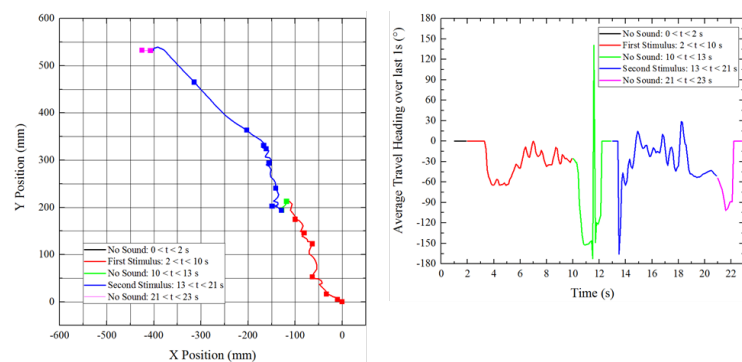 600
500
400
300
200
100
0
Y Position (mm)
No Sound: 0 < t < 2 s
First Stimulus: 2 < t < 10 s
No Sound: 10 < t < 13 s
Second Stimulus: 13 < t < 21 s
No Sound: 21 < t < 23 s
-600 -500 -400 -300 -200 -100 0
X Position (mm)
180
150
120
90
60
30
0
-30
-60
-90
-120
-150
-180
Average Travel Heading over last 1s (°)
No Sound: 0 < t < 2 s
First Stimulus: 2 < t < 10 s
No Sound: 10 < t < 13 s
Second Stimulus: 13 < t < 21 s
No Sound: 21 < t < 23 s
0 2 4 6 8 10 12 14 16 18 20 22
Time (s)